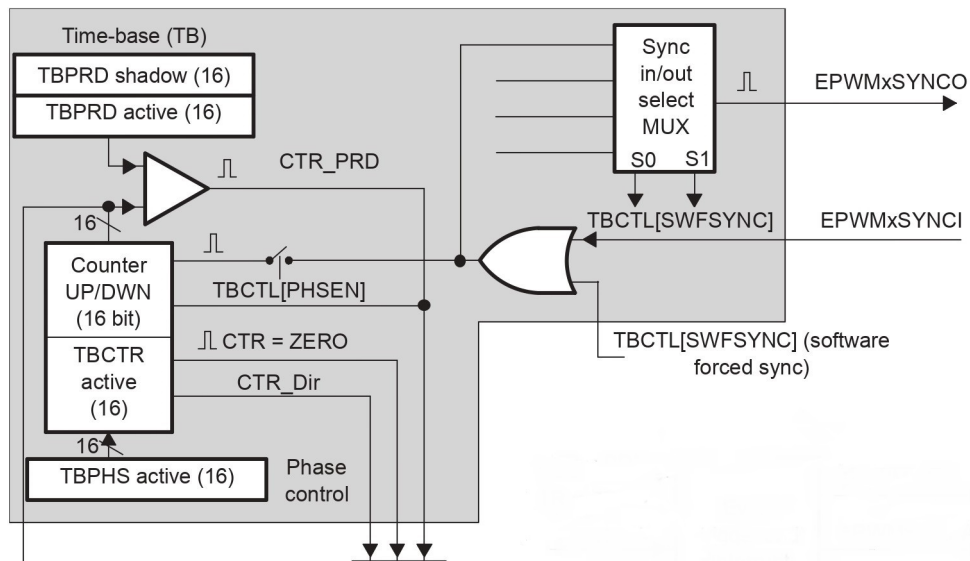 Time-base (TB)
TBPRD shadow (16)
TBPRD active (16)
CTR_PRD
Sync
in/out
select
MUX
S0 S1
EPWMxSYNCO
TBCTL[SWFSYNC]
EPWMxSYNCI
16
Counter
UP/DWN
(16 bit)
TBCTL[PHSEN]
CTR = ZERO
TBCTR
active
(16)
CTR_Dir
TBCTL[SWFSYNC] (software
forced sync)
16
TBPHS active (16)
Phase
control